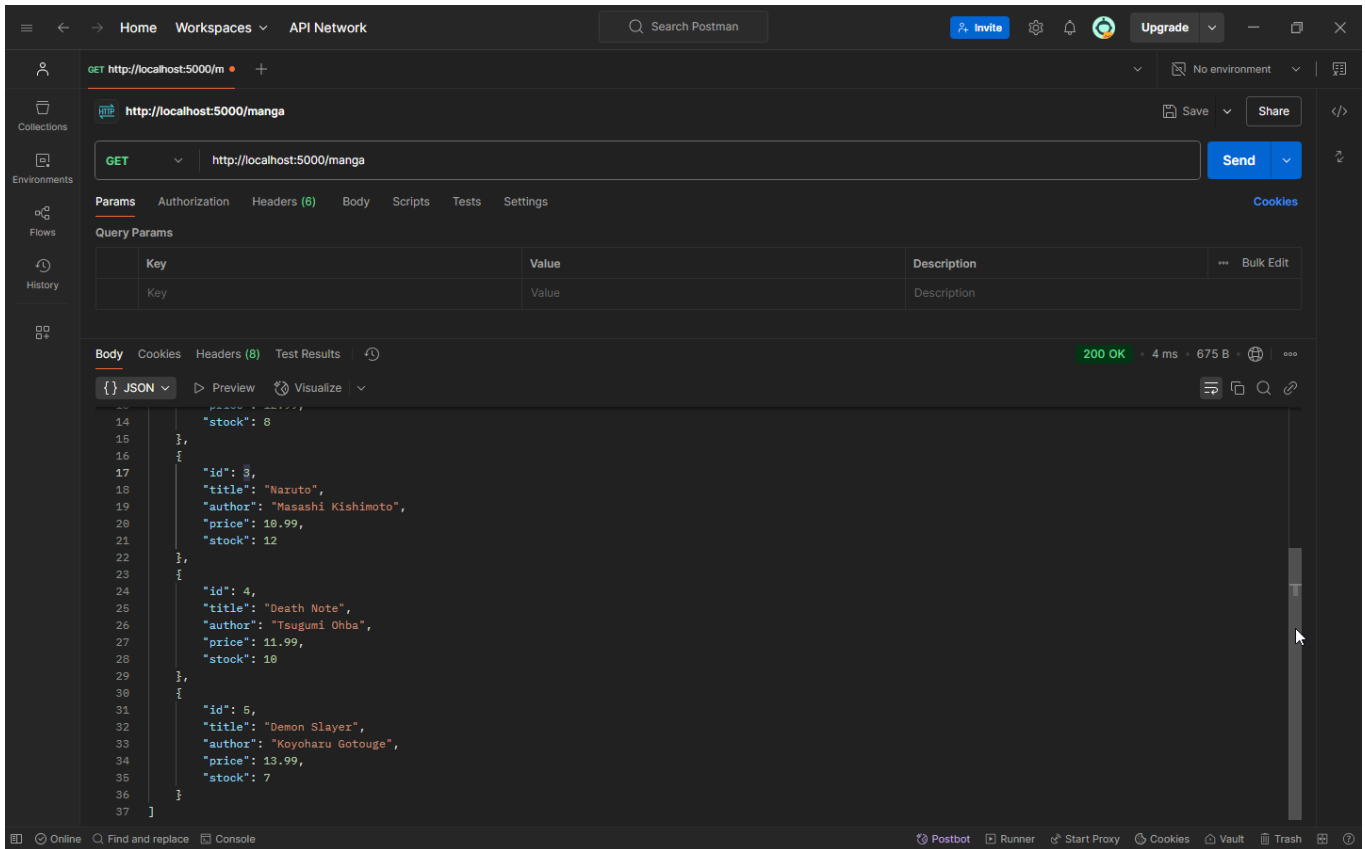 Home Workspaces API Network Search Postman Invite Upgrade
GET http://localhost:5000/m No environment
HTTP http://localhost:5000/manga Save Share
Collections
GET http://localhost:5000/manga Send
Environments
Params Authorization Headers (6) Body Scripts Tests Settings Cookies
Flows
Query Params
Key Value Description Bulk Edit
History
Key Value Description
Body Cookies Headers (8) Test Results 200 OK 4 ms 675 B
{} JSON Preview Visualize
14 "stock": 8
15 },
16 {
17 "id": 3,
18 "title": "Naruto",
19 "author": "Masashi Kishimoto",
20 "price": 10.99,
21 "stock": 12
22 },
23 {
24 "id": 4,
25 "title": "Death Note",
26 "author": "Tsugumi Ohba",
27 "price": 11.99,
28 "stock": 10
29 },
30 {
31 "id": 5,
32 "title": "Demon Slayer",
33 "author": "Koyoharu Gotouge",
34 "price": 13.99,
35 "stock": 7
36 }
37 ]
Online Find and replace Console Postbot Runner Start Proxy Cookies Vault Trash